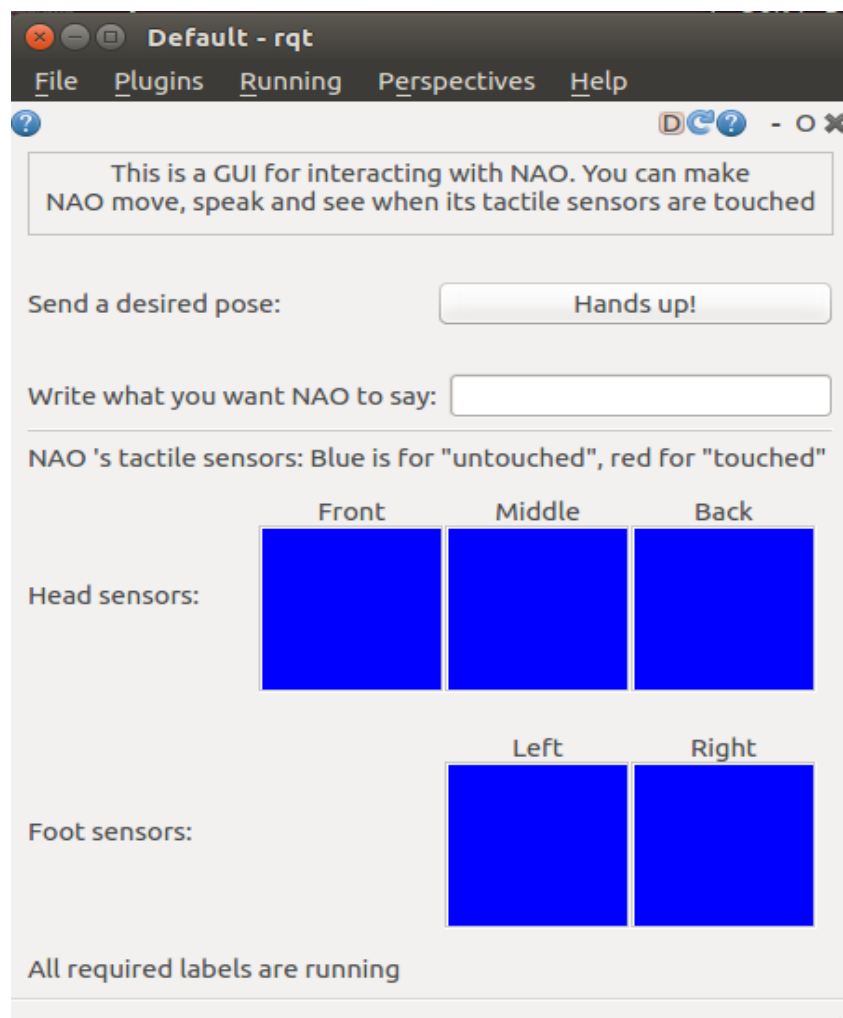 Default - rqt
File Plugins Running Perspectives Help
D - O
This is a GUI for interacting with NAO. You can make
NAO move, speak and see when its tactile sensors are touched
Send a desired pose: Hands up!
Write what you want NAO to say:
NAO 's tactile sensors: Blue is for "untouched", red for "touched"
Front Middle Back
Head sensors:
Left Right
Foot sensors:
All required labels are running